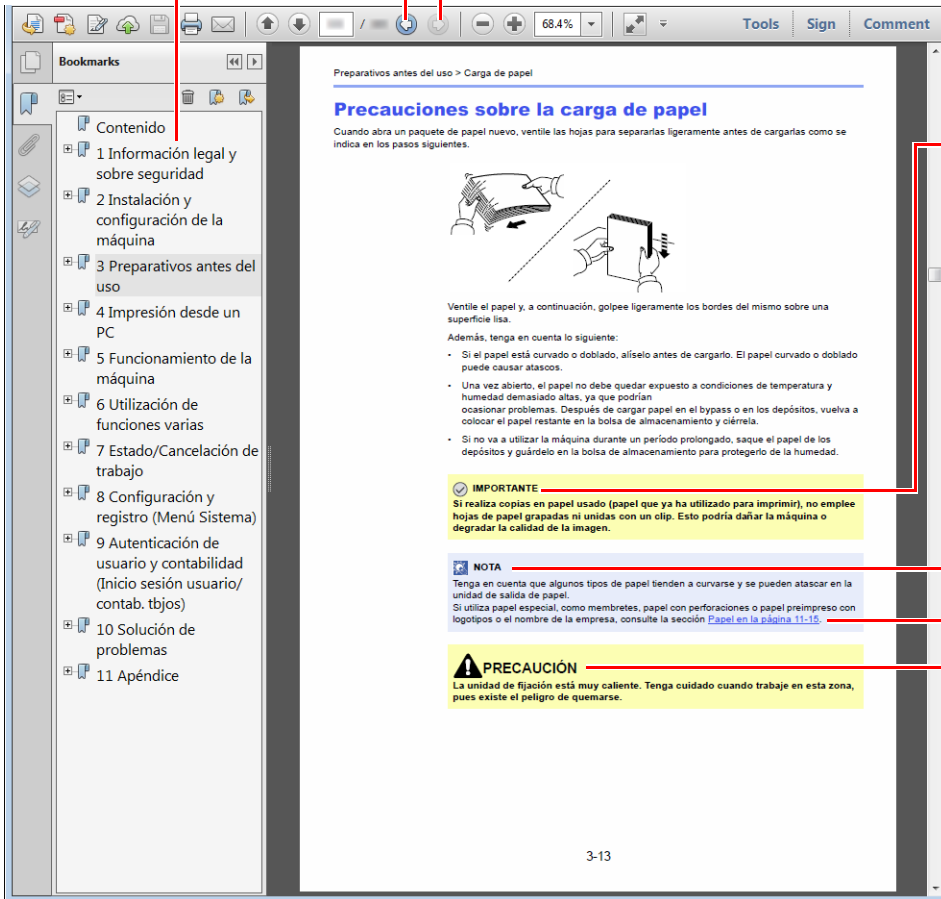 /
68.4%
Tools
Sign
Comment
Bookmarks
Contenido
1 Información legal y
sobre seguridad
2 Instalación y
configuración de la
máquina
3 Preparativos antes del
uso
4 Impresión desde un
PC
5 Funcionamiento de la
máquina
6 Utilización de
funciones varias
7 Estado/Cancelación de
trabajo
8 Configuración y
registro (Menú Sistema)
9 Autenticación de
usuario y contabilidad
(Inicio sesión usuario/
contab. tbjos)
10 Solución de
problemas
11 Apéndice
Preparativos antes del uso > Carga de papel
Precauciones sobre la carga de papel
Cuando abra un paquete de papel nuevo, ventile las hojas para separarlas ligeramente antes de cargarlas como se
indica en los pasos siguientes.
Ventile el papel y, a continuación, golpee ligeramente los bordes del mismo sobre una
superficie lisa.
Además, tenga en cuenta lo siguiente:
• Si el papel está curvado o doblado, alíselo antes de cargarlo. El papel curvado o doblado
puede causar atascos.
• Una vez abierto, el papel no debe quedar expuesto a condiciones de temperatura y
humedad demasiado altas, ya que podrían
ocasionar problemas. Después de cargar papel en el bypass o en los depósitos, vuelva a
colocar el papel restante en la bolsa de almacenamiento y ciérrela.
• Si no va a utilizar la máquina durante un período prolongado, saque el papel de los
depósitos y guárdelo en la bolsa de almacenamiento para protegerlo de la humedad.
IMPORTANTE
Si realiza copias en papel usado (papel que ya ha utilizado para imprimir), no emplee
hojas de papel grapadas ni unidas con un clip. Esto podría dañar la máquina o
degradar la calidad de la imagen.
NOTA
Tenga en cuenta que algunos tipos de papel tienden a curvarse y se pueden atascar en la
unidad de salida de papel.
Si utiliza papel especial, como membretes, papel con perforaciones o papel preimpreso con
logotipos o el nombre de la empresa, consulte la sección Papel en la página 11-15.
PRECAUCIÓN
La unidad de fijación está muy caliente. Tenga cuidado cuando trabaje en esta zona,
pues existe el peligro de quemarse.
3-13